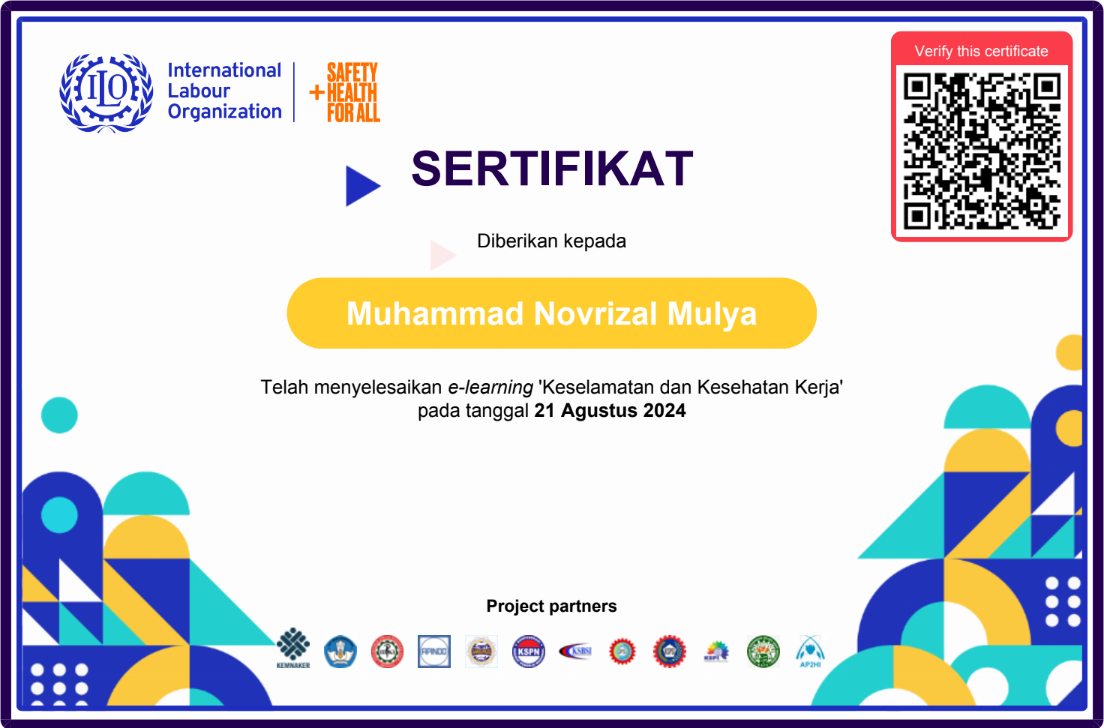 ILO
International
Labour
Organization
+ SAFETY
HEALTH
FOR ALL
Verify this certificate
SERTIFIKAT
Diberikan kepada
Muhammad Novrizal Mulya
Telah menyelesaikan e-learning 'Keselamatan dan Kesehatan Kerja'
pada tanggal 21 Agustus 2024
Project partners
KEMNAKER
APINDO
KSPN
KSBSI
KSPI
AP2HI